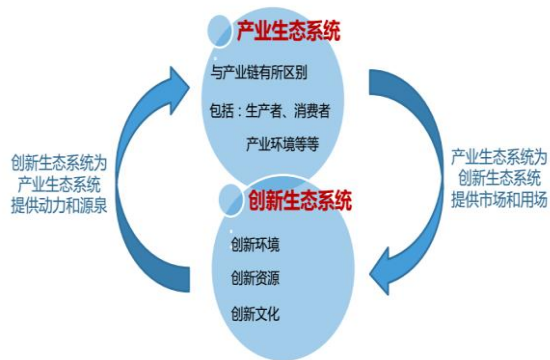 产业生态系统
与产业链有所区别
包括：生产者、消费者
产业环境等等
创新生态系统为
产业生态系统
提供动力和源泉
产业生态系统为
创新生态系统
提供市场和用场
创新生态系统
创新环境
创新资源
创新文化